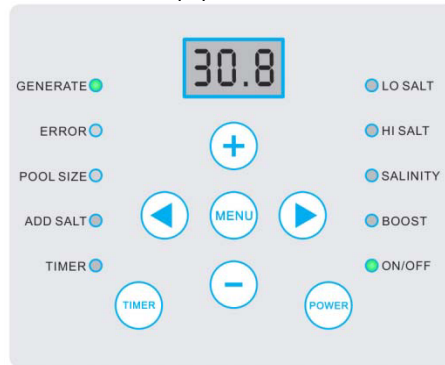 30.8
GENERATE
ERROR
POOL SIZE
ADD SALT
TIMER
LO SALT
HI SALT
SALINITY
BOOST
ON/OFF
+
MENU
−
TIMER
POWER